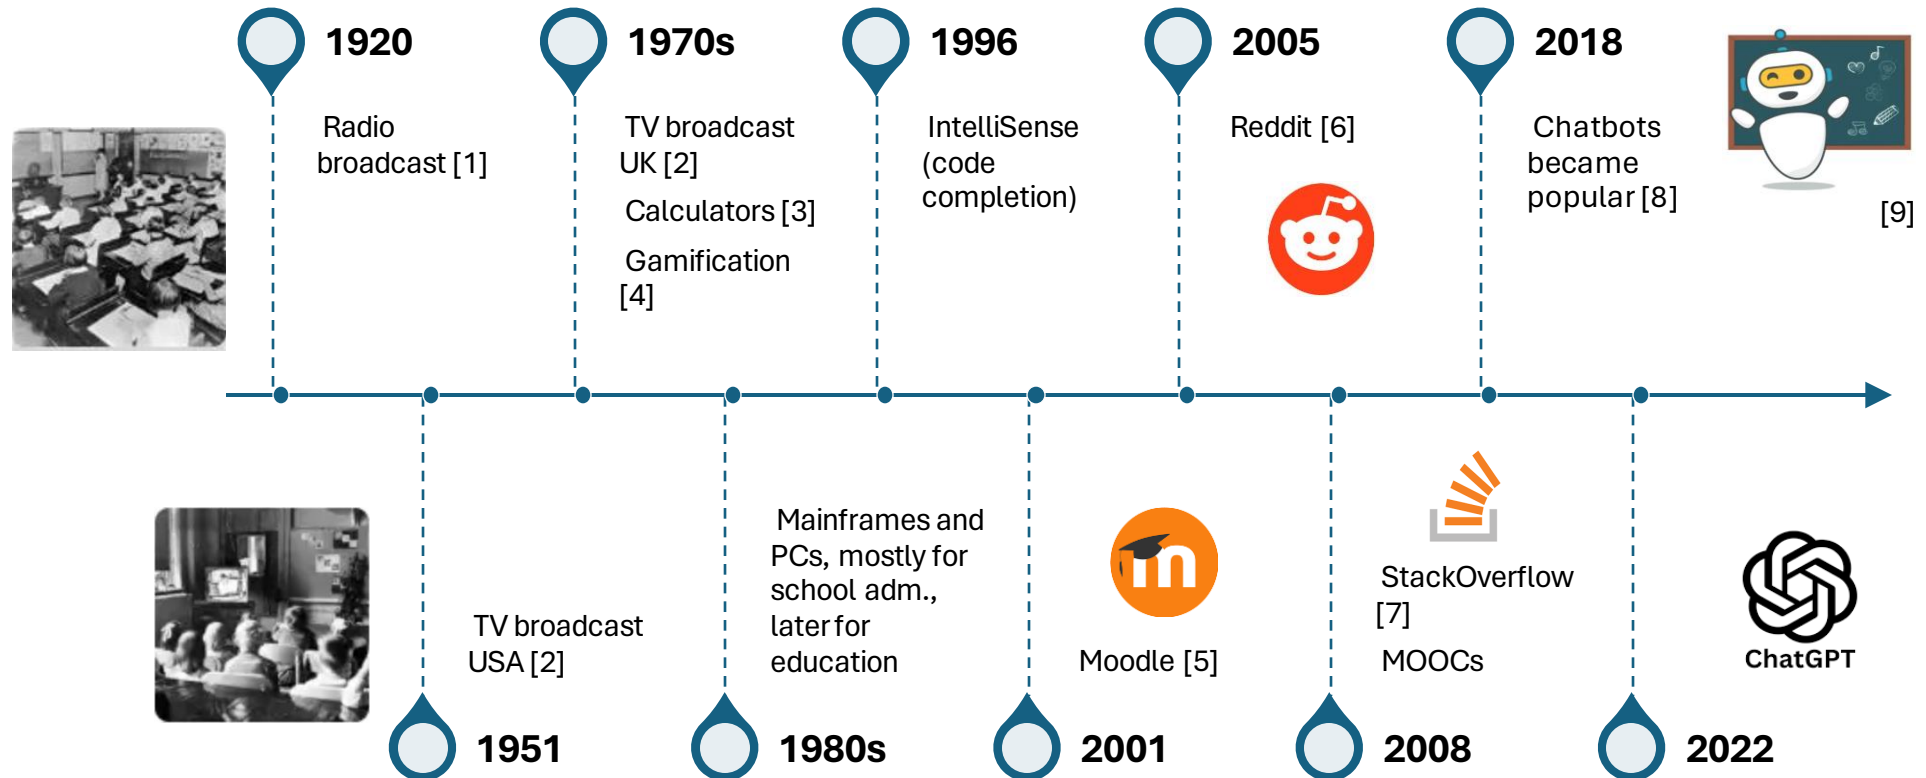 1920
Radio
broadcast [1]
1970s
TV broadcast
UK [2]
Calculators [3]
Gamification
[4]
1996
IntelliSense
(code
completion)
2005
Reddit [6]
2018
Chatbots
became
popular [8]
[9]
TV broadcast
USA [2]
1951
Mainframes and
PCs, mostly for
school adm.,
later for
education
1980s
m
Moodle [5]
2001
StackOverflow
[7]
MOOCs
2008
ChatGPT
2022